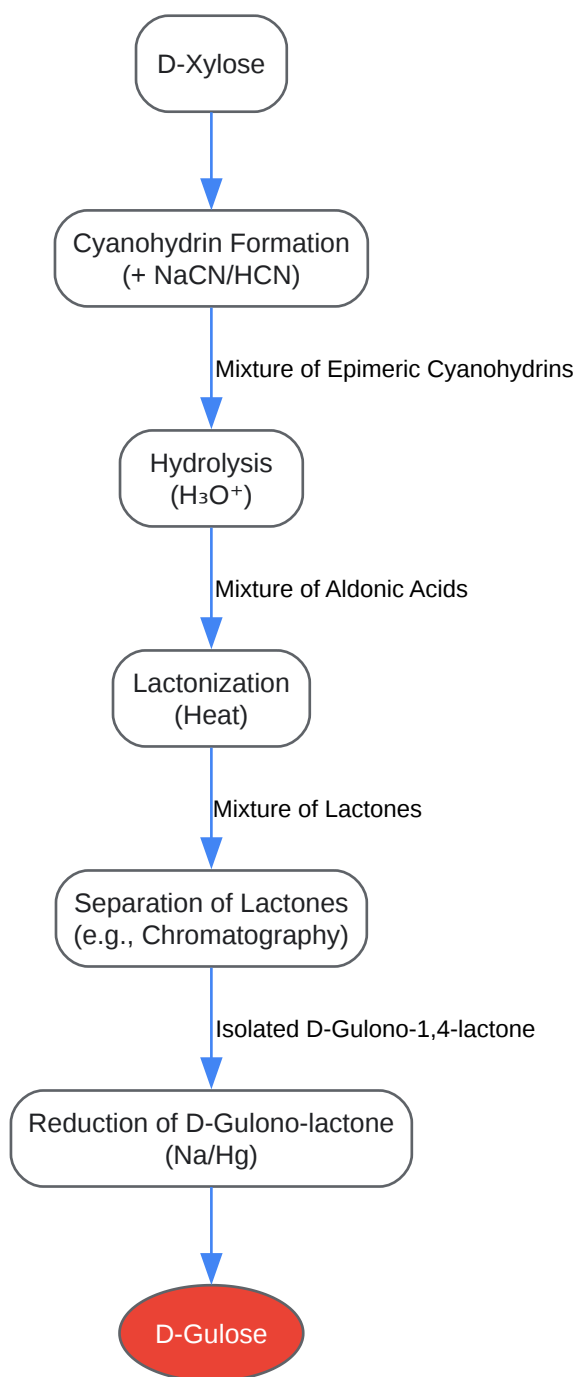 D-Xylose
Cyanohydrin Formation
(+ NaCN/HCN)
Mixture of Epimeric Cyanohydrins
Hydrolysis
(H₃O⁺)
Mixture of Aldonic Acids
Lactonization
(Heat)
Mixture of Lactones
Separation of Lactones
(e.g., Chromatography)
Isolated D-Gulono-1,4-lactone
Reduction of D-Gulono-lactone
(Na/Hg)
D-Gulose